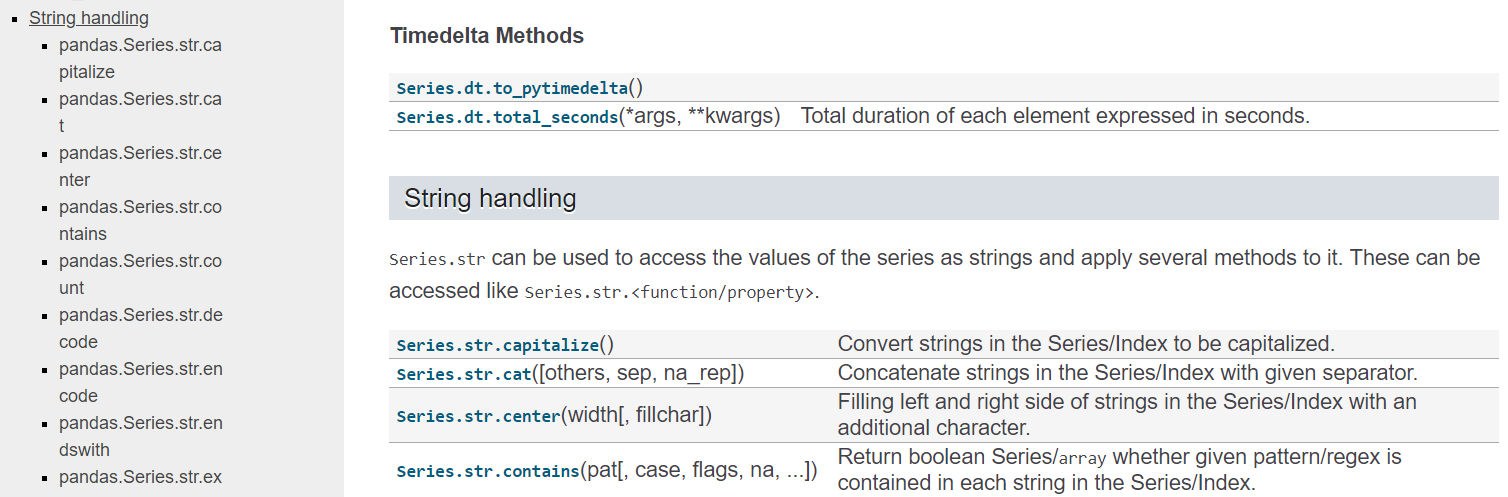 String handling
pandas.Series.str.ca
pitalize
pandas.Series.str.ca
t
pandas.Series.str.ce
nter
pandas.Series.str.co
ntains
pandas.Series.str.co
unt
pandas.Series.str.de
code
pandas.Series.str.en
code
pandas.Series.str.en
dswith
pandas.Series.str.ex
Timedelta Methods
Series.dt.to_pytimedelta()
Series.dt.total_seconds(*args, **kwargs) Total duration of each element expressed in seconds.
String handling
Series.str can be used to access the values of the series as strings and apply several methods to it. These can be
accessed like Series.str.<function/property>.
Series.str.capitalize() Convert strings in the Series/Index to be capitalized.
Series.str.cat([others, sep, na_rep]) Concatenate strings in the Series/Index with given separator.
Series.str.center(width[, fillchar]) Filling left and right side of strings in the Series/Index with an
additional character.
Series.str.contains(pat[, case, flags, na, ...]) Return boolean Series/array whether given pattern/regex is
contained in each string in the Series/Index.